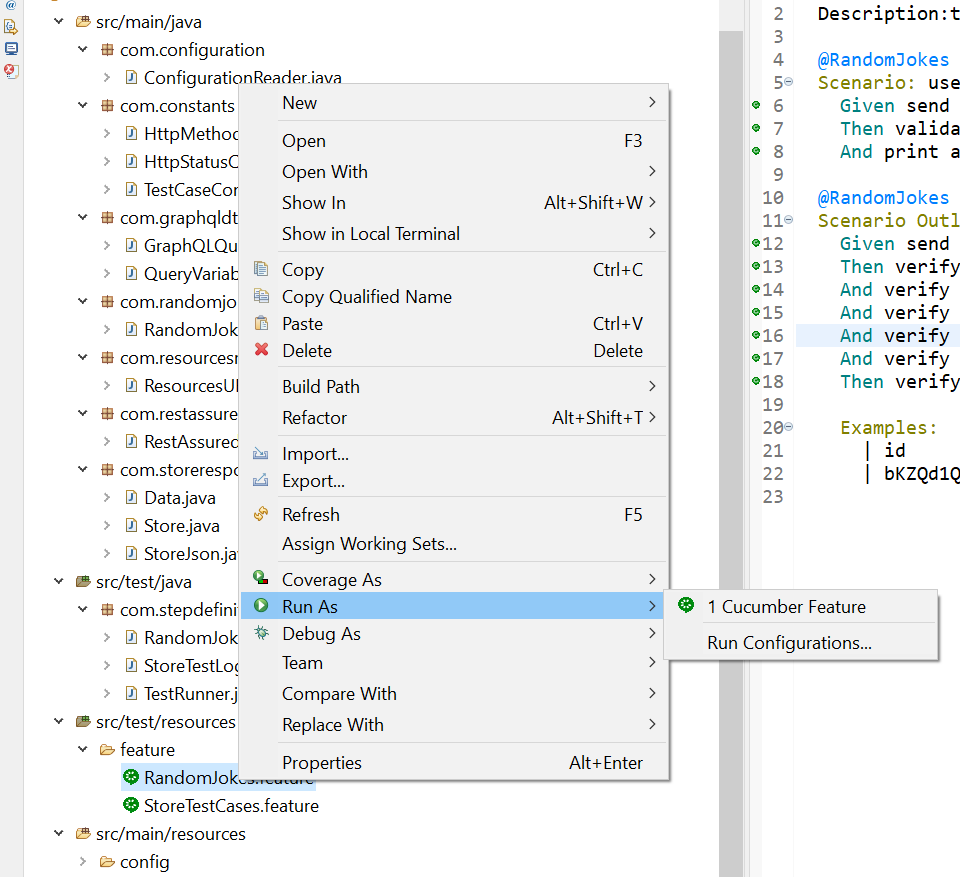 src/main/java
com.configuration
ConfigurationReader.java
com.constants
HttpMethod
HttpStatusC
TestCaseCon
com.graphqldt
GraphQLQu
QueryVariab
com.randomjo
RandomJok
com.resourcesr
ResourcesU
com.restassure
RestAssured
com.storerespo
Data.java
Store.java
StoreJson.ja
src/test/java
com.stepdefini
RandomJok
StoreTestLog
TestRunner.j
src/test/resources
feature
RandomJokes.feature
StoreTestCases.feature
src/main/resources
config
New
Open F3
Open With
Show In Alt+Shift+W
Show in Local Terminal
Copy Ctrl+C
Copy Qualified Name
Paste Ctrl+V
Delete Delete
Build Path
Refactor Alt+Shift+T
Import...
Export...
Refresh F5
Assign Working Sets...
Coverage As
Run As
Debug As
Team
Compare With
Replace With
Properties Alt+Enter
1 Cucumber Feature
Run Configurations...
2 Description:t
3
4 @RandomJokes
5 Scenario: use
6 Given send
7 Then valida
8 And print a
9
10 @RandomJokes
11 Scenario Outl
12 Given send
13 Then verify
14 And verify
15 And verify
16 And verify
17 And verify
18 Then verify
19
20 Examples:
21 | id
22 | bKZQd1Q
23